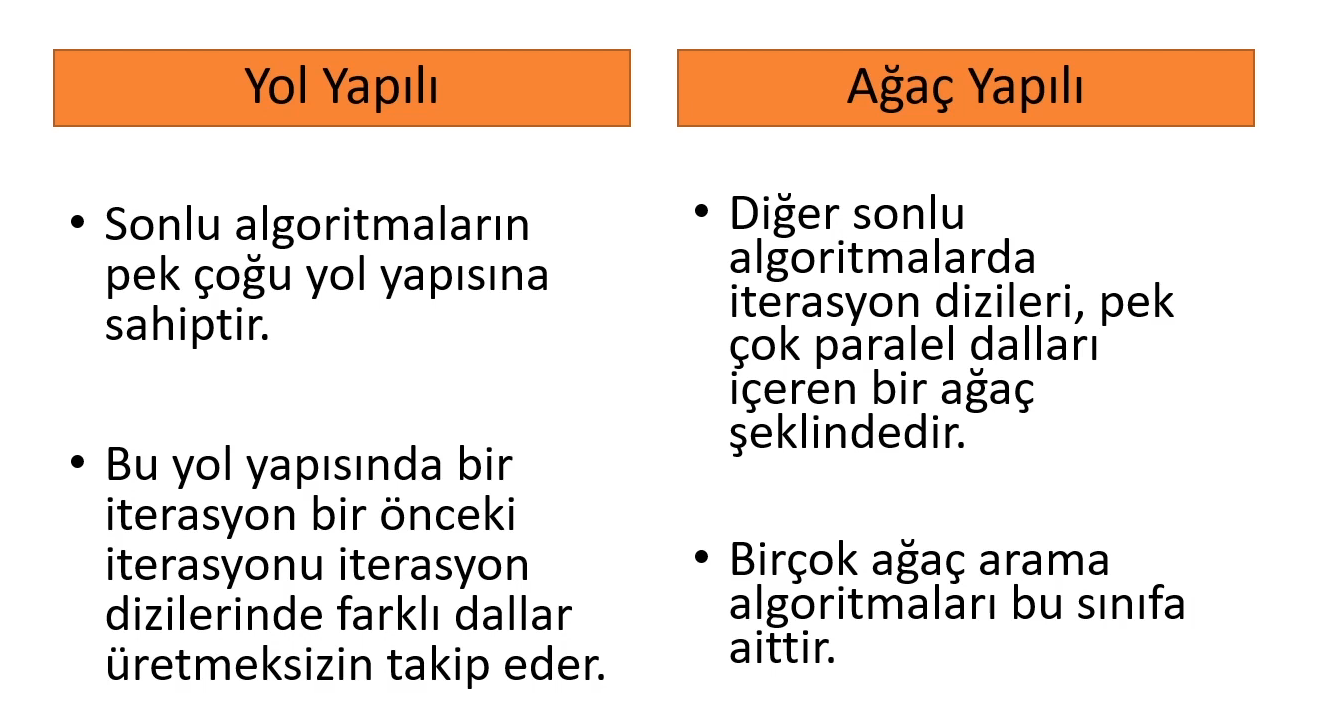 Yol Yapılı
• Sonlu algoritmaların
pek çoğu yol yapısına
sahiptir.
• Bu yol yapısında bir
iterasyon bir önceki
iterasyonu iterasyon
dizilerinde farklı dallar
üretmeksizin takip eder.
Ağaç Yapılı
• Diğer sonlu
algoritmalarda
iterasyon dizileri, pek
çok paralel dalları
içeren bir ağaç
şeklindedir.
• Birçok ağaç arama
algoritmaları bu sınıfa
aittir.